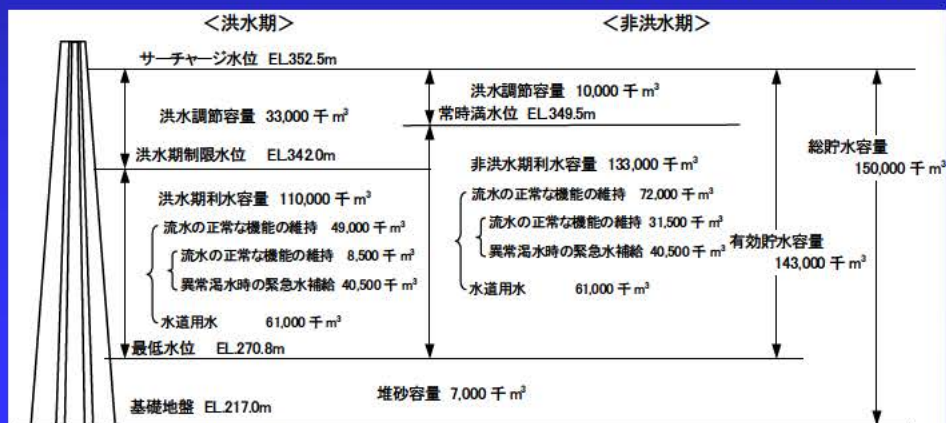 ＜洪水期＞
＜非洪水期＞
サーチャージ水位 EL.352.5m
洪水調節容量 33,000 千 m³
洪水期制限水位 EL.342.0m
洪水期利水容量 110,000 千 m³
流水の正常な機能の維持 49,000 千 m³
流水の正常な機能の維持 8,500 千 m³
異常渇水時の緊急水補給 40,500 千 m³
水道用水 61,000 千 m³
最低水位 EL.270.8m
基礎地盤 EL.217.0m
洪水調節容量 10,000 千 m³
常時満水位 EL.349.5m
非洪水期利水容量 133,000 千 m³
流水の正常な機能の維持 72,000 千 m³
流水の正常な機能の維持 31,500 千 m³
異常渇水時の緊急水補給 40,500 千 m³
水道用水 61,000 千 m³
堆砂容量 7,000 千 m³
有効貯水容量
143,000 千 m³
総貯水容量
150,000 千 m³